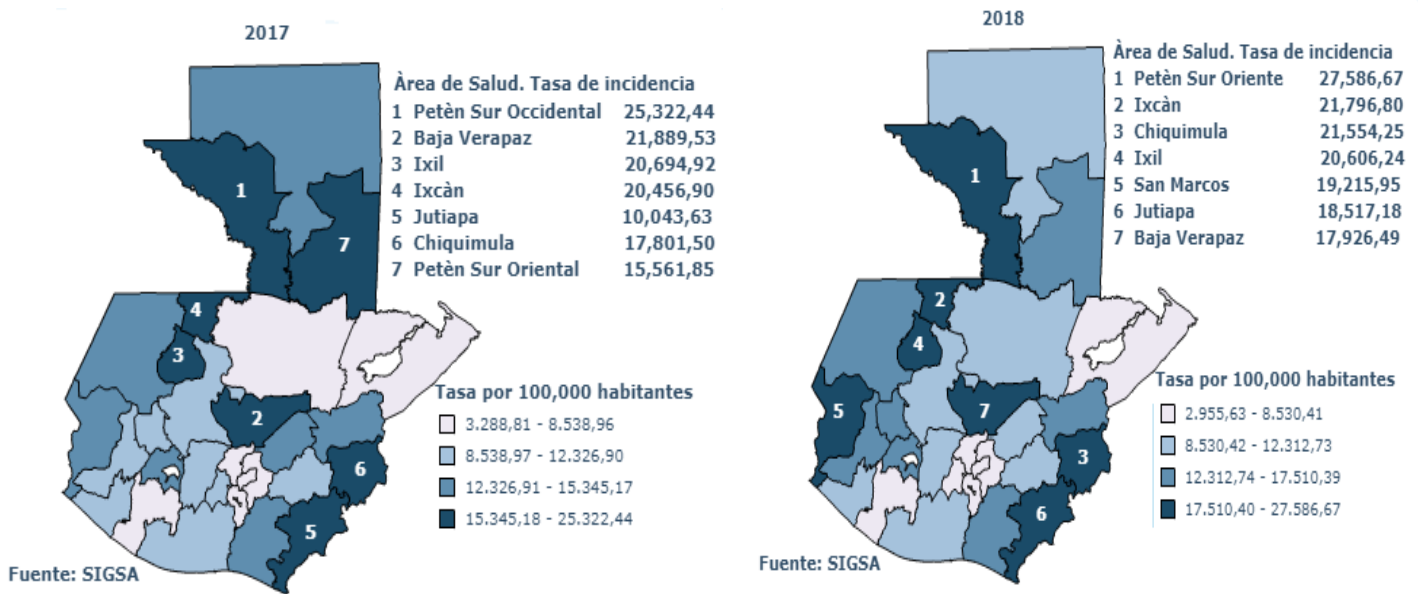 2017
Àrea de Salud. Tasa de incidencia
1 Petèn Sur Occidental 25,322,44
2 Baja Verapaz 21,889,53
3 Ixil 20,694,92
4 Ixcàn 20,456,90
5 Jutiapa 10,043,63
6 Chiquimula 17,801,50
7 Petèn Sur Oriental 15,561,85
1
7
4
3
2
6
5
Tasa por 100,000 habitantes
3.288,81 - 8.538,96
8.538,97 - 12.326,90
12.326,91 - 15.345,17
15.345,18 - 25.322,44
Fuente: SIGSA
2018
Àrea de Salud. Tasa de incidencia
1 Petèn Sur Oriente 27,586,67
2 Ixcàn 21,796,80
3 Chiquimula 21,554,25
4 Ixil 20,606,24
5 San Marcos 19,215,95
6 Jutiapa 18,517,18
7 Baja Verapaz 17,926,49
1
2
4
5
7
3
6
Tasa por 100,000 habitantes
2.955,63 - 8.530,41
8.530,42 - 12.312,73
12.312,74 - 17.510,39
17.510,40 - 27.586,67
Fuente: SIGSA